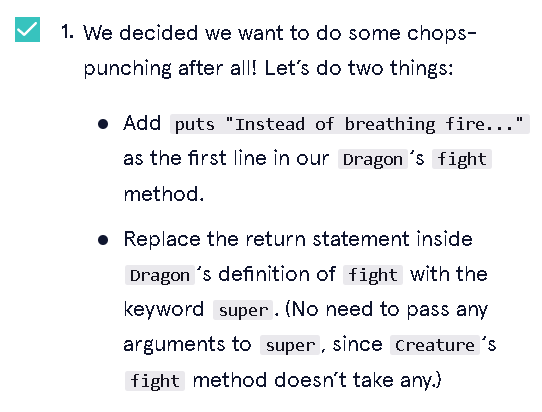 1. We decided we want to do some chops-
punching after all! Let's do two things:
• Add puts "Instead of breathing fire..."
as the first line in our Dragon's fight
method.
• Replace the return statement inside
Dragon's definition of fight with the
keyword super. (No need to pass any
arguments to super, since Creature's
fight method doesn't take any.)